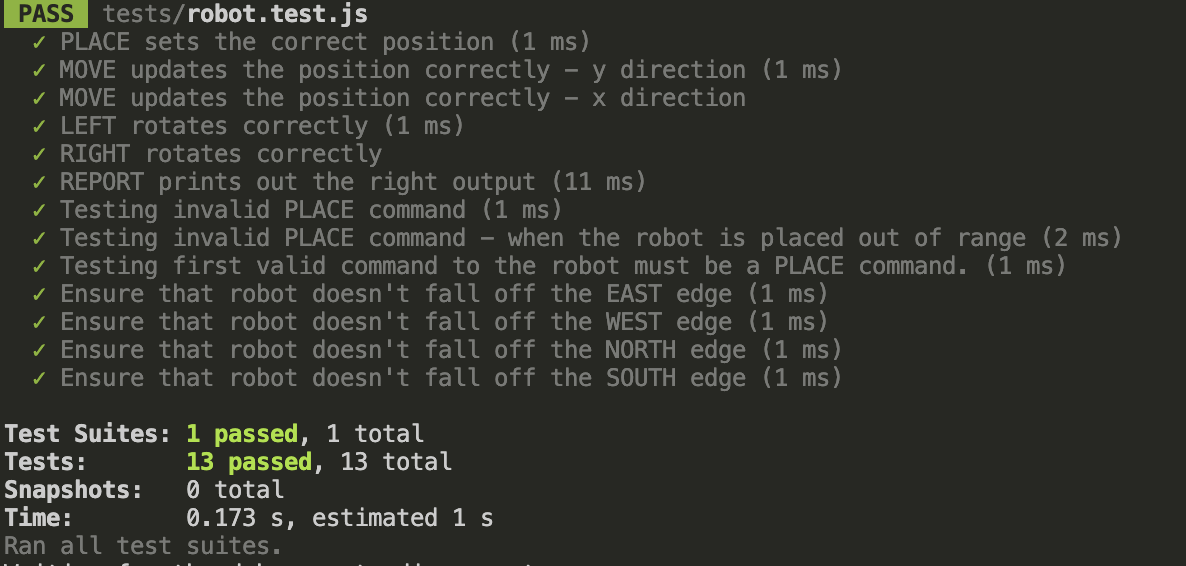 PASS tests/robot.test.js
✓ PLACE sets the correct position (1 ms)
✓ MOVE updates the position correctly – y direction (1 ms)
✓ MOVE updates the position correctly – x direction
✓ LEFT rotates correctly (1 ms)
✓ RIGHT rotates correctly
✓ REPORT prints out the right output (11 ms)
✓ Testing invalid PLACE command (1 ms)
✓ Testing invalid PLACE command – when the robot is placed out of range (2 ms)
✓ Testing first valid command to the robot must be a PLACE command. (1 ms)
✓ Ensure that robot doesn't fall off the EAST edge (1 ms)
✓ Ensure that robot doesn't fall off the WEST edge (1 ms)
✓ Ensure that robot doesn't fall off the NORTH edge (1 ms)
✓ Ensure that robot doesn't fall off the SOUTH edge (1 ms)
Test Suites: 1 passed, 1 total
Tests: 13 passed, 13 total
Snapshots: 0 total
Time: 0.173 s, estimated 1 s
Ran all test suites.